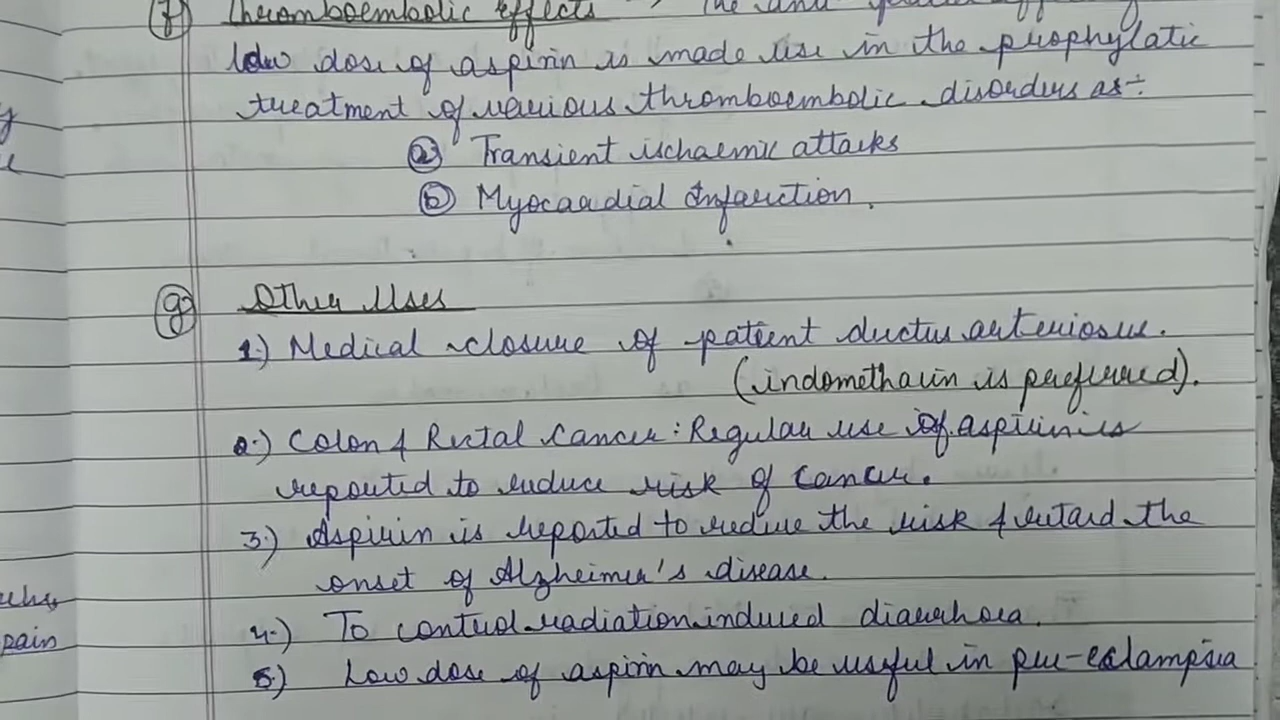 (f) Thromboembolic effects The anti
low dose of aspirin is made use in the prophylatic
treatment of various thromboembolic disorders as:-
(a) Transient ischaemic attacks
(b) Myocardial Infarction.
(g) Other Uses
1.) Medical closure of patient ductus arteriosus.
(indomethacin is preferred).
2.) Colon & Rectal Cancer: Regular use of aspirin is
reported to reduce risk of cancer.
3.) Aspirin is reported to reduce the risk & retard the
onset of Alzheimer's disease.
4.) To control radiation induced diarrhoea.
5.) Low dose of aspirin may be useful in pre-eclampsia
pain